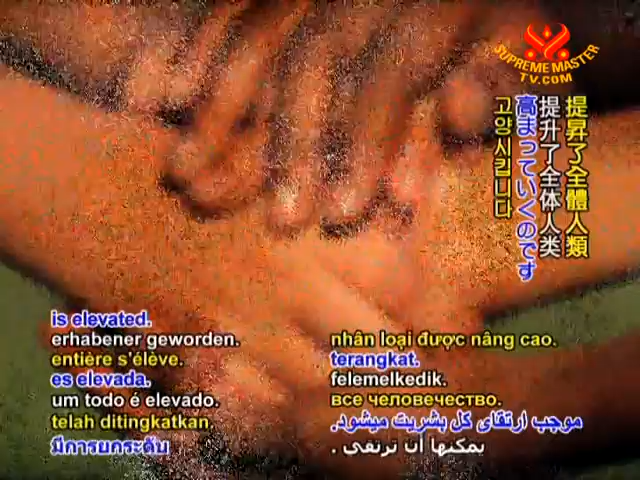 SUPREME MASTER
TV.COM
提昇了全體人類
提升了全体人类
高まっていくのです
고양시킵니다
is elevated.
erhabener geworden.
entière s'élève.
es elevada.
um todo é elevado.
telah ditingkatkan.
มีการยกระดับ
nhân loại được nâng cao.
terangkat.
felemelkedik.
все человечество.
موجب ارتقای کل بشریت میشود.
يمكنها أن ترتقي .